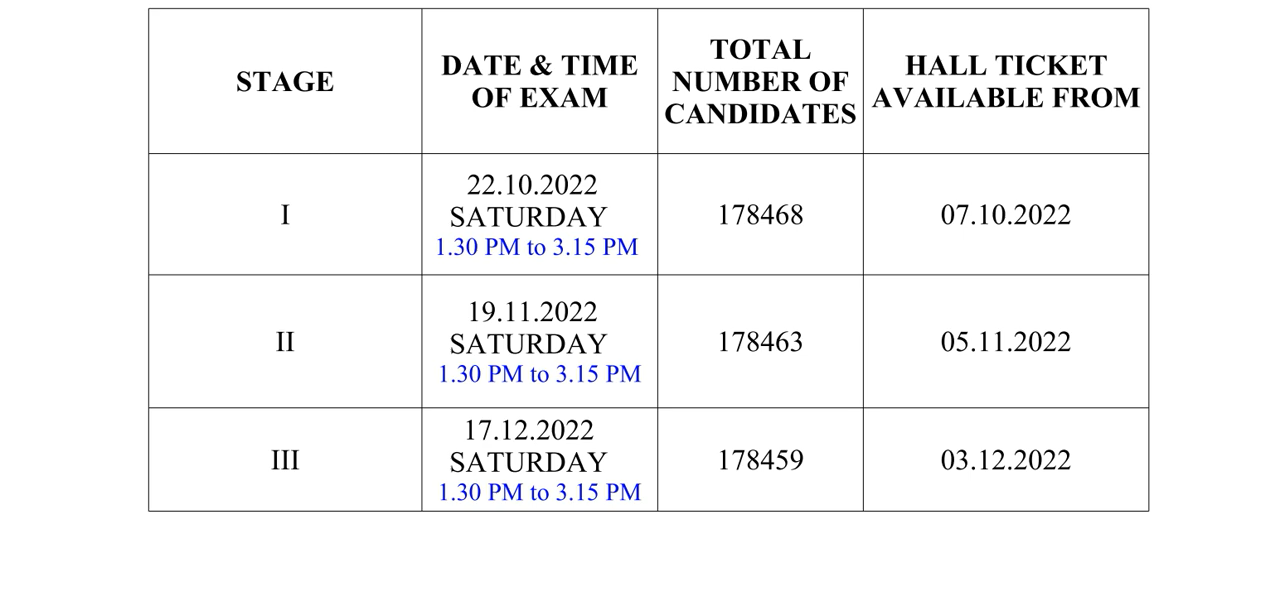 STAGE
DATE & TIME
OF EXAM
TOTAL
NUMBER OF
CANDIDATES
HALL TICKET
AVAILABLE FROM
I
22.10.2022
SATURDAY
1.30 PM to 3.15 PM
178468
07.10.2022
II
19.11.2022
SATURDAY
1.30 PM to 3.15 PM
178463
05.11.2022
III
17.12.2022
SATURDAY
1.30 PM to 3.15 PM
178459
03.12.2022